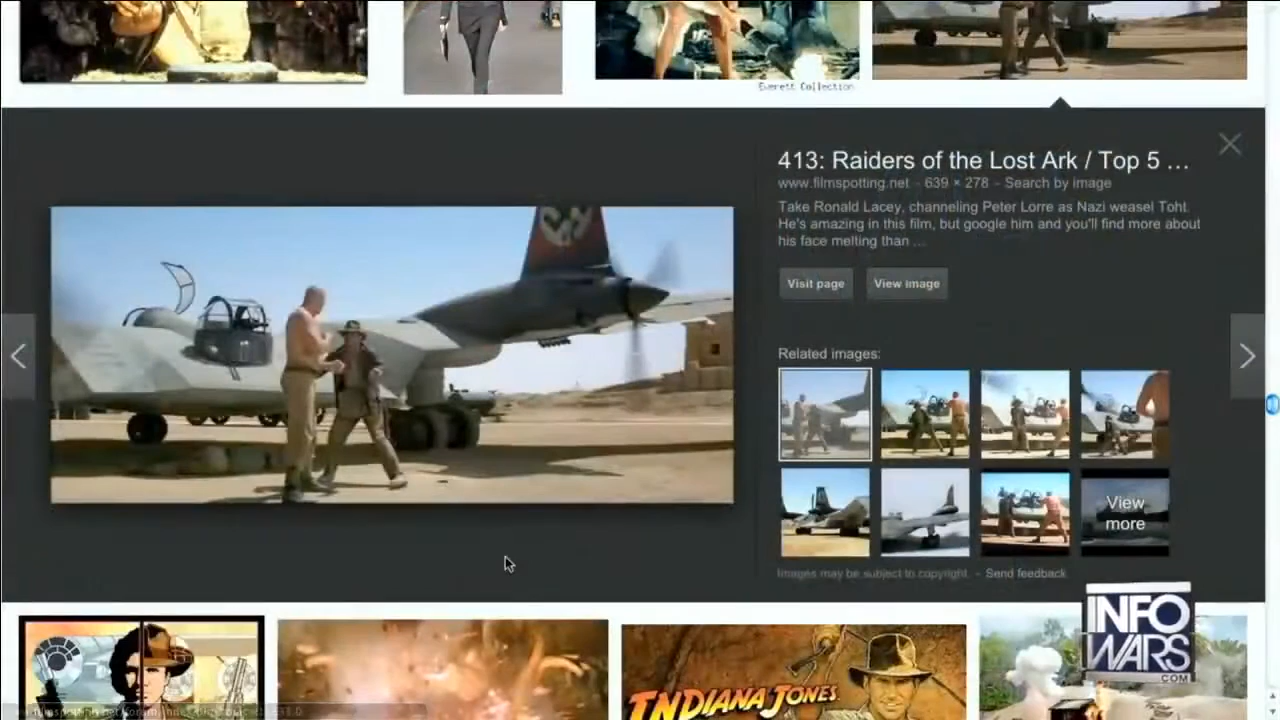 Everett Collection
413: Raiders of the Lost Ark / Top 5 ...
www.filmspotting.net - 639 × 278 - Search by image
Take Ronald Lacey, channeling Peter Lorre as Nazi weasel Toht.
He's amazing in this film, but google him and you'll find more about
his face melting than ...
Visit page
View image
Related images:
View
more
Images may be subject to copyright. - Send feedback
INFO
WARS
.COM
INDIANA JONES